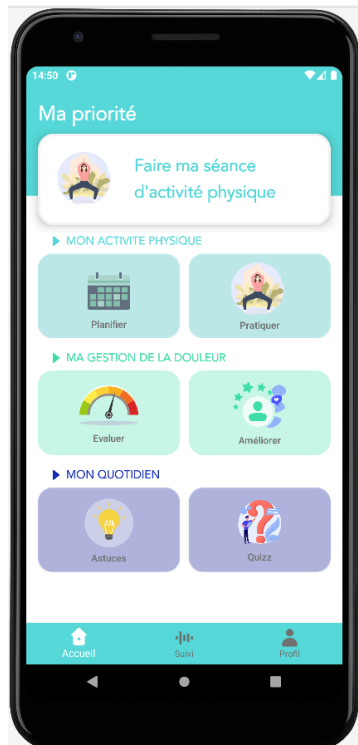 14:50
Ma priorité
Faire ma séance
d'activité physique
MON ACTIVITE PHYSIQUE
Planifier
Pratiquer
MA GESTION DE LA DOULEUR
Evaluer
Améliorer
MON QUOTIDIEN
Astuces
Quizz
Accueil
Suivi
Profil